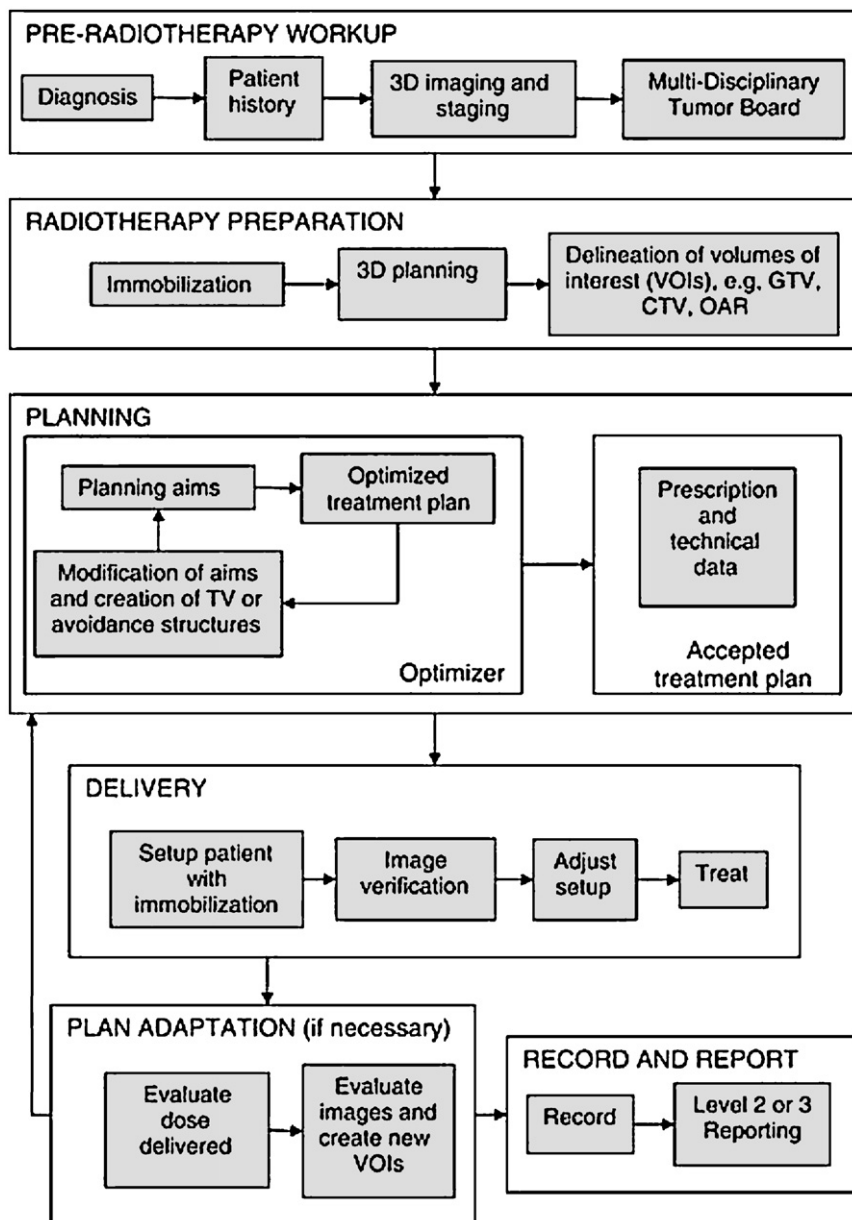 PRE-RADIOTHERAPY WORKUP
Diagnosis
Patient
history
3D imaging and
staging
Multi-Disciplinary
Tumor Board
RADIOTHERAPY PREPARATION
Immobilization
3D planning
Delineation of volumes of
interest (VOIs), e.g, GTV,
CTV, OAR
PLANNING
Planning aims
Optimized
treatment plan
Modification of aims
and creation of TV or
avoidance structures
Optimizer
Prescription
and
technical
data
Accepted
treatment plan
DELIVERY
Setup patient
with
immobilization
Image
verification
Adjust
setup
Treat
PLAN ADAPTATION (if necessary)
Evaluate
dose
delivered
Evaluate
images and
create new
VOIs
RECORD AND REPORT
Record
Level 2 or 3
Reporting